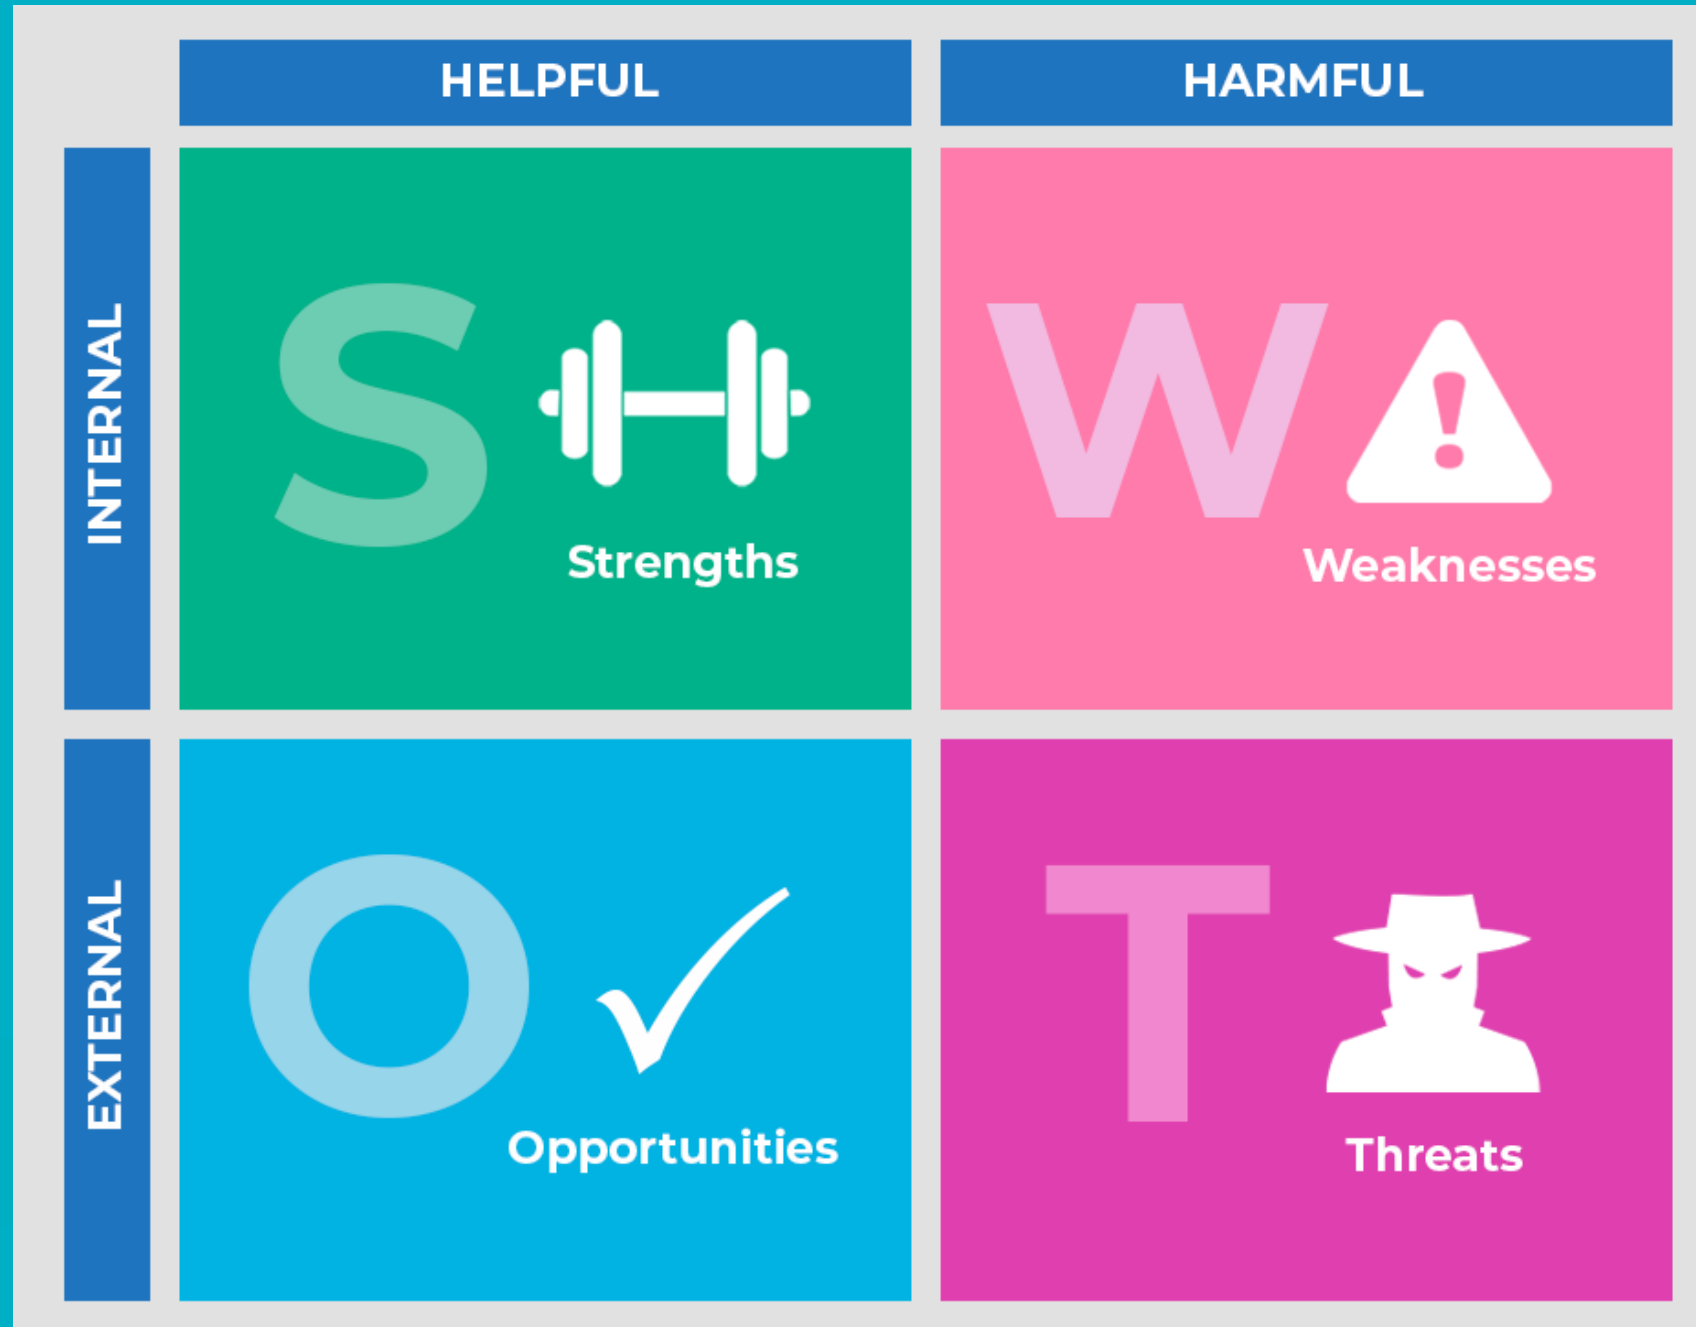 HELPFUL
HARMFUL
INTERNAL
S
Strengths
W
Weaknesses
EXTERNAL
O
Opportunities
T
Threats